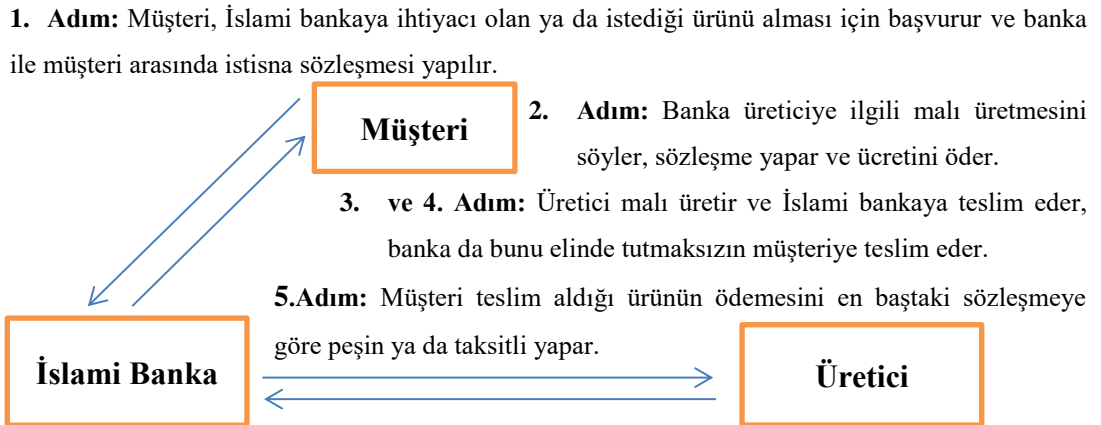 1. Adım: Müşteri, İslami bankaya ihtiyacı olan ya da istediği ürünü alması için başvurur ve banka
ile müşteri arasında istisna sözleşmesi yapılır.
Müşteri
2. Adım: Banka üreticiye ilgili malı üretmesini
söyler, sözleşme yapar ve ücretini öder.
3. ve 4. Adım: Üretici malı üretir ve İslami bankaya teslim eder,
banka da bunu elinde tutmaksızın müşteriye teslim eder.
5.Adım: Müşteri teslim aldığı ürünün ödemesini en baştaki sözleşmeye
göre peşin ya da taksitli yapar.
İslami Banka
Üretici